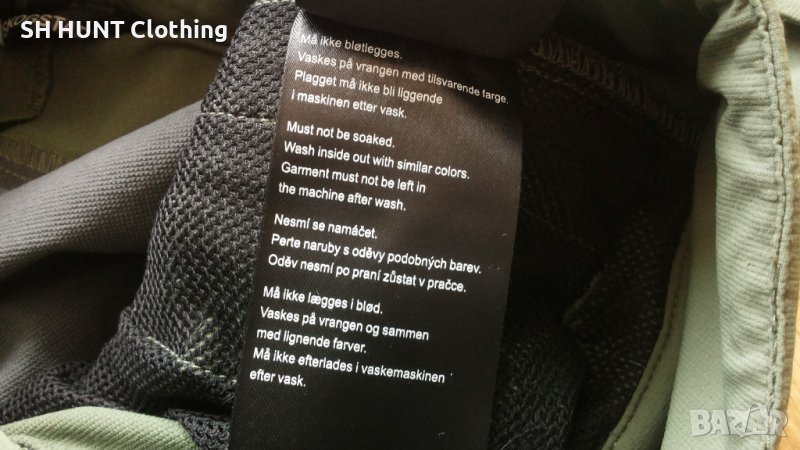 SH HUNT Clothing
Må ikke bløtlegges.
Vaskes på vrangen med tilsvarende farge.
Plagget må ikke bli liggende
i maskinen etter vask.
Must not be soaked.
Wash inside out with similar colors.
Garment must not be left in
the machine after wash.
Nesmí se namáčet.
Perte naruby s oděvy podobných barev.
Oděv nesmí po praní zůstat v pračce.
Må ikke lægges i blød.
Vaskes på vrangen og sammen
med lignende farver.
Må ikke efterlades i vaskemaskinen
efter vask.
BAZAR